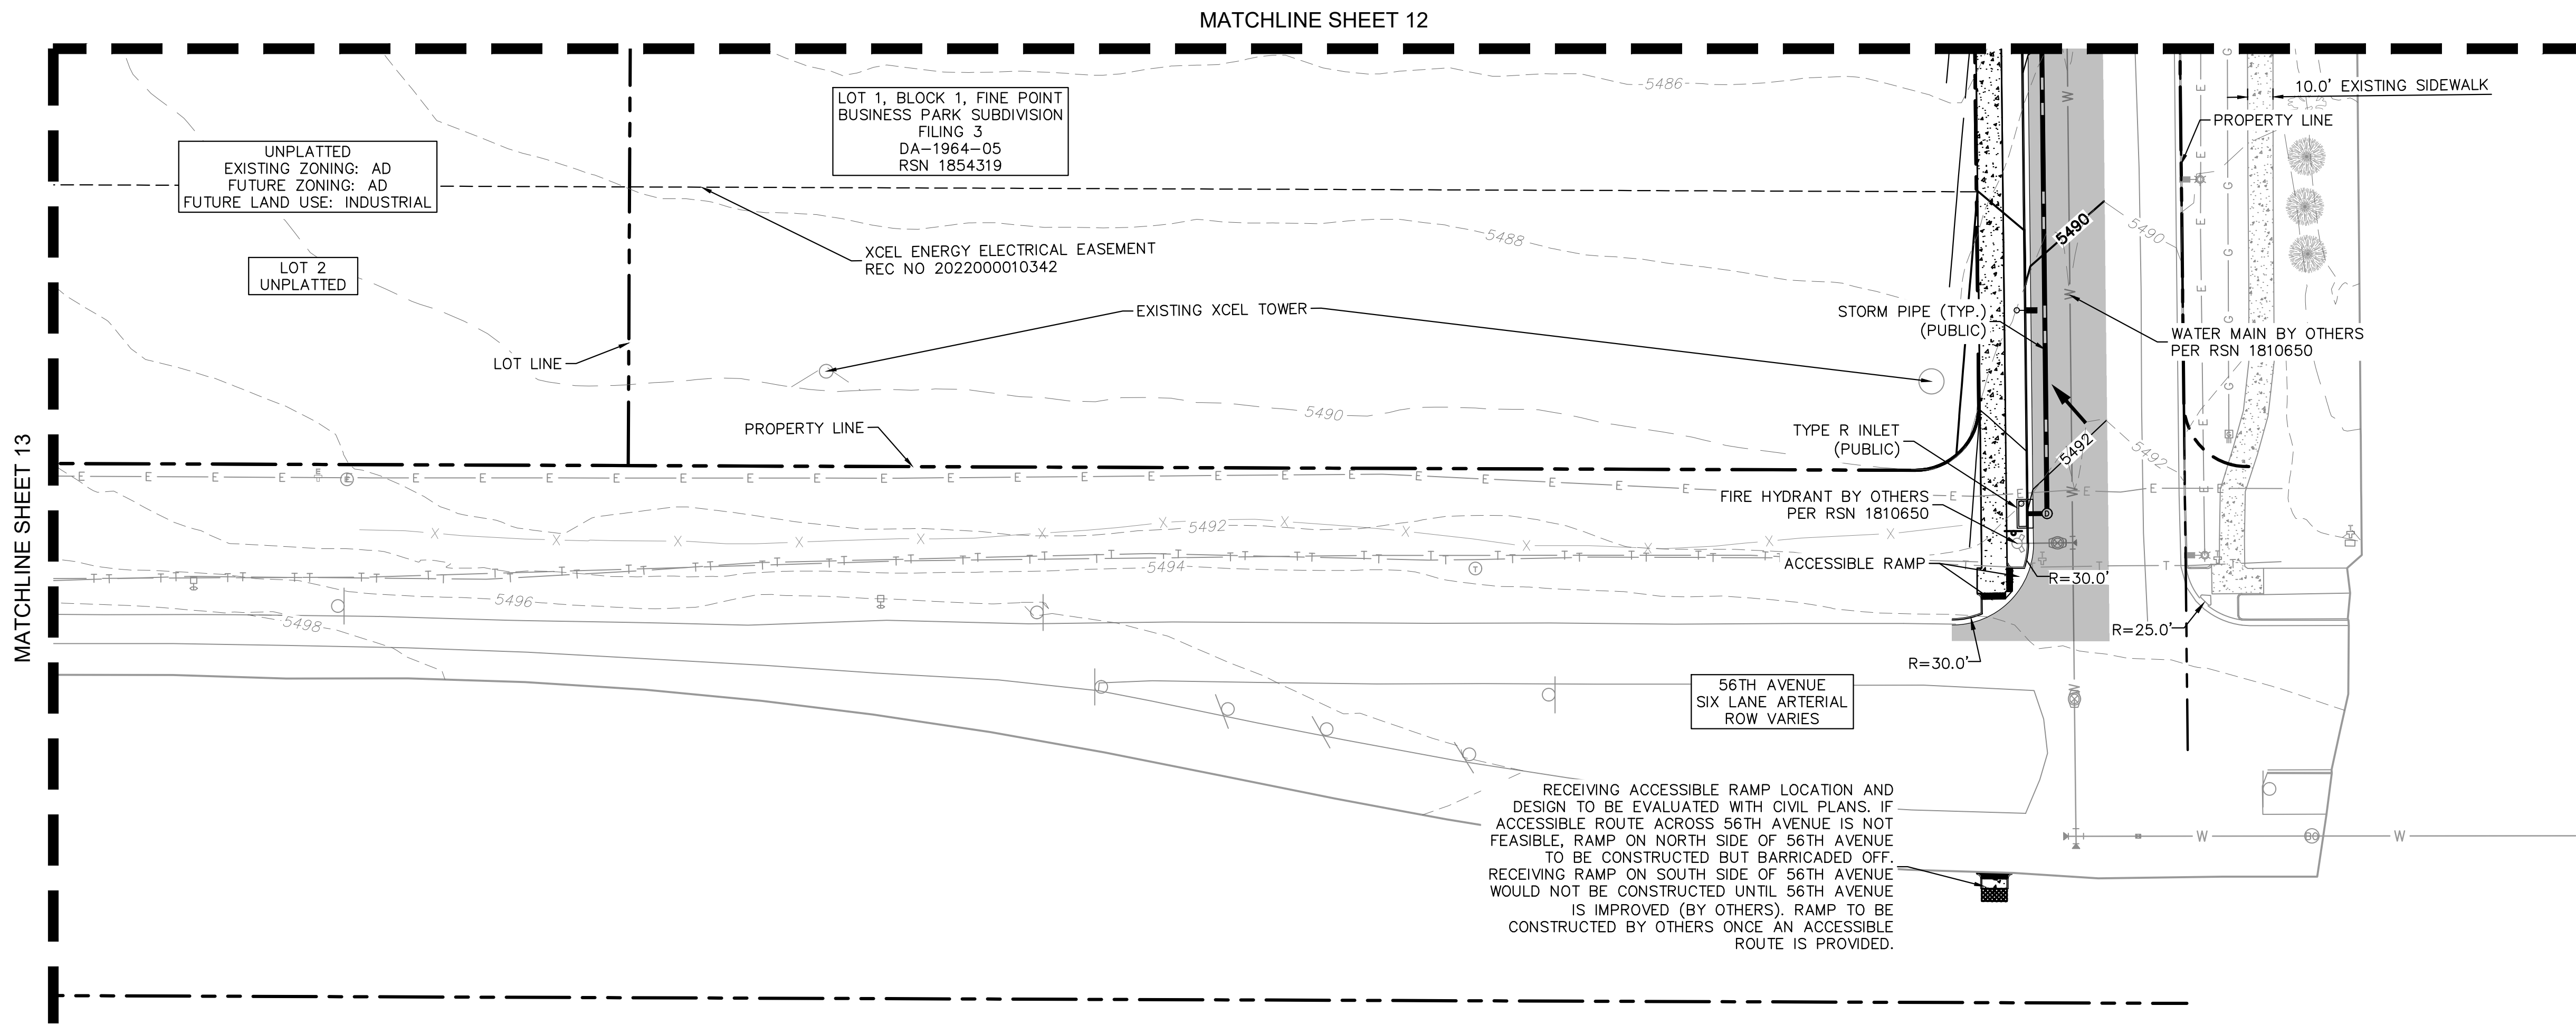 MATCHLINE SHEET 12
MATCHLINE SHEET 13
UNPLATTED
EXISTING ZONING: AD
FUTURE ZONING: AD
FUTURE LAND USE: INDUSTRIAL
LOT 2
UNPLATTED
LOT 1, BLOCK 1, FINE POINT
BUSINESS PARK SUBDIVISION
FILING 3
DA-1964-05
RSN 1854319
XCEL ENERGY ELECTRICAL EASEMENT
REC NO 2022000010342
EXISTING XCEL TOWER
LOT LINE
PROPERTY LINE
5486
5488
5490
5492
5494
5496
5498
10.0' EXISTING SIDEWALK
PROPERTY LINE
5490
5490
STORM PIPE (TYP.)
(PUBLIC)
WATER MAIN BY OTHERS
PER RSN 1810650
TYPE R INLET
(PUBLIC)
5492
5492
FIRE HYDRANT BY OTHERS
PER RSN 1810650
ACCESSIBLE RAMP
R=30.0'
R=25.0'
R=30.0'
56TH AVENUE
SIX LANE ARTERIAL
ROW VARIES
RECEIVING ACCESSIBLE RAMP LOCATION AND
DESIGN TO BE EVALUATED WITH CIVIL PLANS. IF
ACCESSIBLE ROUTE ACROSS 56TH AVENUE IS NOT
FEASIBLE, RAMP ON NORTH SIDE OF 56TH AVENUE
TO BE CONSTRUCTED BUT BARRICADED OFF.
RECEIVING RAMP ON SOUTH SIDE OF 56TH AVENUE
WOULD NOT BE CONSTRUCTED UNTIL 56TH AVENUE
IS IMPROVED (BY OTHERS). RAMP TO BE
CONSTRUCTED BY OTHERS ONCE AN ACCESSIBLE
ROUTE IS PROVIDED.